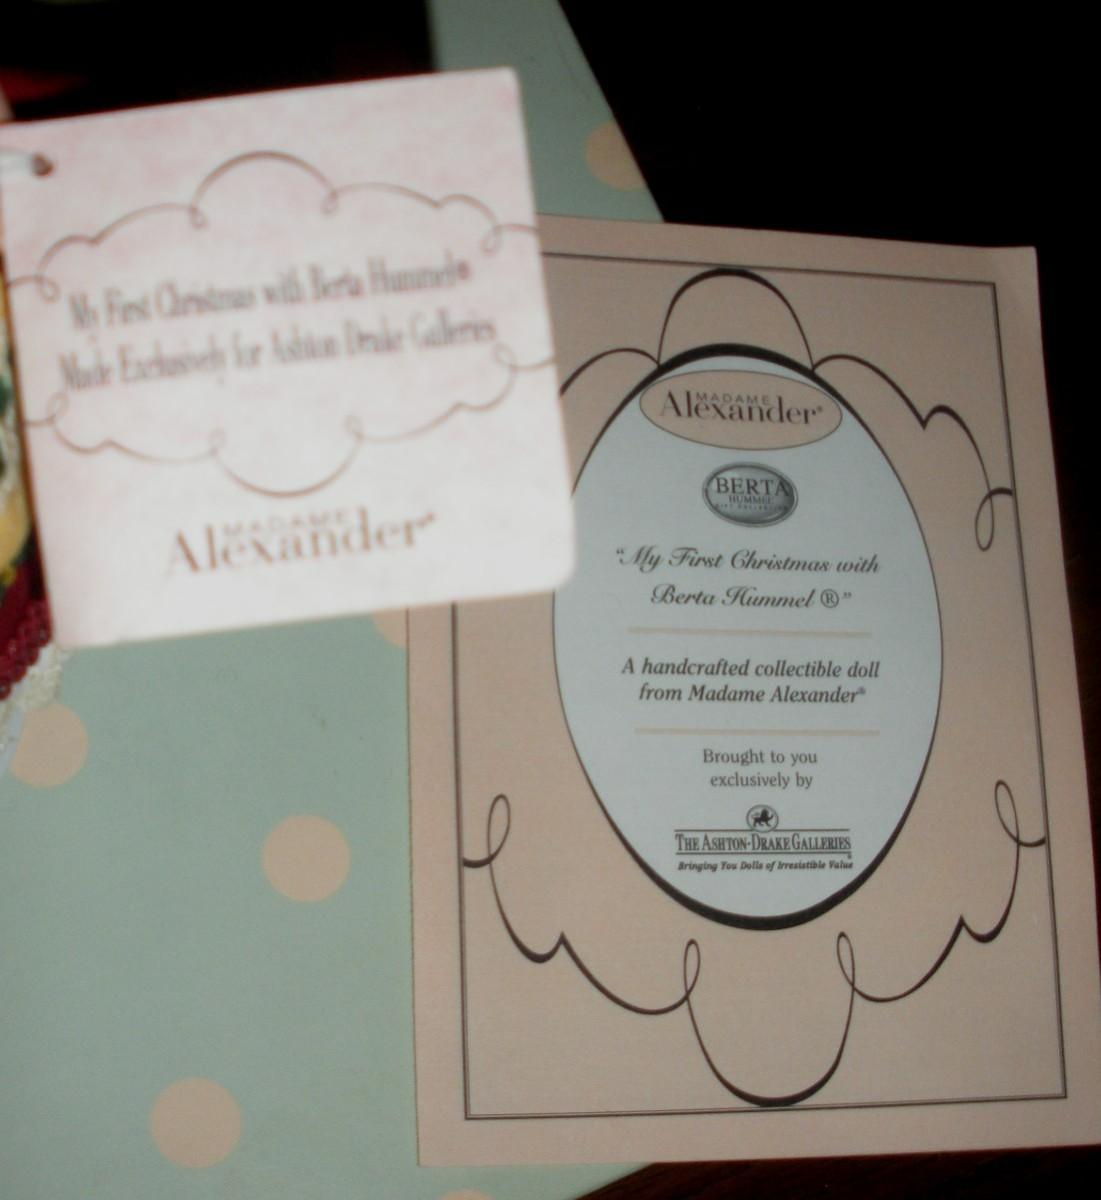 My First Christmas with Berta Hummel®
Made Exclusively for Ashton Drake Galleries
MADAME
Alexander®
MADAME
Alexander®
BERTA
HUMMEL
GIFT COLLECTION
“My First Christmas with
Berta Hummel ®”
A handcrafted collectible doll
from Madame Alexander®
Brought to you
exclusively by
THE ASHTON-DRAKE GALLERIES®
Bringing You Dolls of Irresistible Value